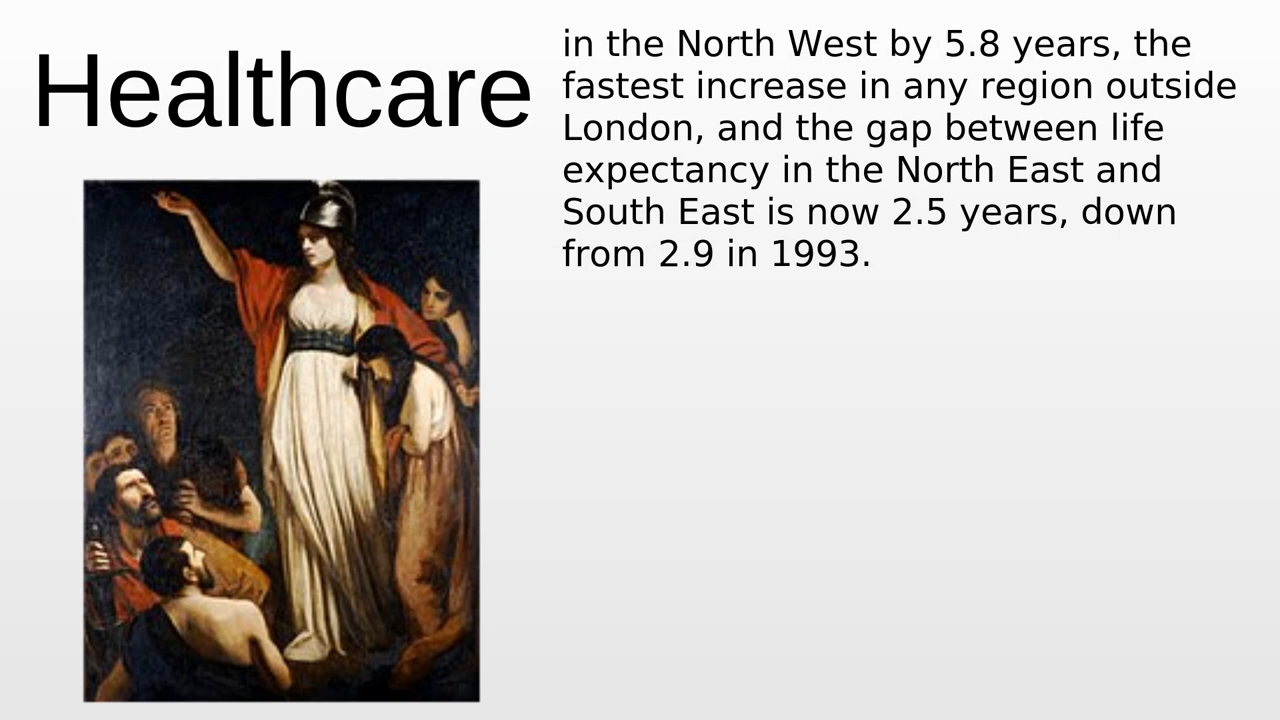 Healthcare
in the North West by 5.8 years, the
fastest increase in any region outside
London, and the gap between life
expectancy in the North East and
South East is now 2.5 years, down
from 2.9 in 1993.